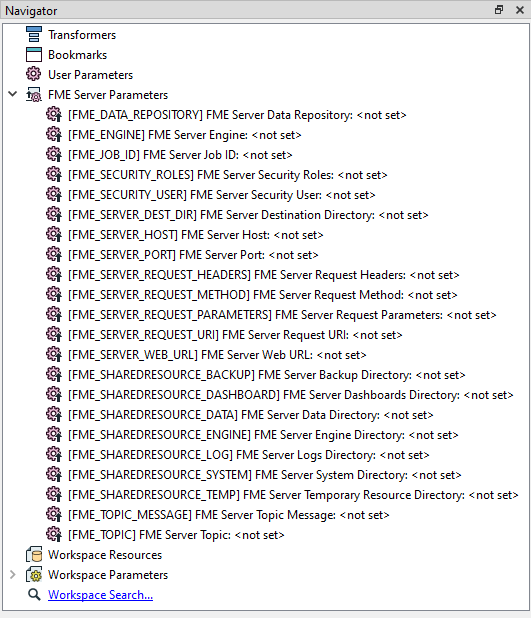 Navigator
Transformers
Bookmarks
User Parameters
FME Server Parameters
[FME_DATA_REPOSITORY] FME Server Data Repository: <not set>
[FME_ENGINE] FME Server Engine: <not set>
[FME_JOB_ID] FME Server Job ID: <not set>
[FME_SECURITY_ROLES] FME Server Security Roles: <not set>
[FME_SECURITY_USER] FME Server Security User: <not set>
[FME_SERVER_DEST_DIR] FME Server Destination Directory: <not set>
[FME_SERVER_HOST] FME Server Host: <not set>
[FME_SERVER_PORT] FME Server Port: <not set>
[FME_SERVER_REQUEST_HEADERS] FME Server Request Headers: <not set>
[FME_SERVER_REQUEST_METHOD] FME Server Request Method: <not set>
[FME_SERVER_REQUEST_PARAMETERS] FME Server Request Parameters: <not set>
[FME_SERVER_REQUEST_URI] FME Server Request URI: <not set>
[FME_SERVER_WEB_URL] FME Server Web URL: <not set>
[FME_SHAREDRESOURCE_BACKUP] FME Server Backup Directory: <not set>
[FME_SHAREDRESOURCE_DASHBOARD] FME Server Dashboards Directory: <not set>
[FME_SHAREDRESOURCE_DATA] FME Server Data Directory: <not set>
[FME_SHAREDRESOURCE_ENGINE] FME Server Engine Directory: <not set>
[FME_SHAREDRESOURCE_LOG] FME Server Logs Directory: <not set>
[FME_SHAREDRESOURCE_SYSTEM] FME Server System Directory: <not set>
[FME_SHAREDRESOURCE_TEMP] FME Server Temporary Resource Directory: <not set>
[FME_TOPIC_MESSAGE] FME Server Topic Message: <not set>
[FME_TOPIC] FME Server Topic: <not set>
Workspace Resources
Workspace Parameters
Workspace Search...